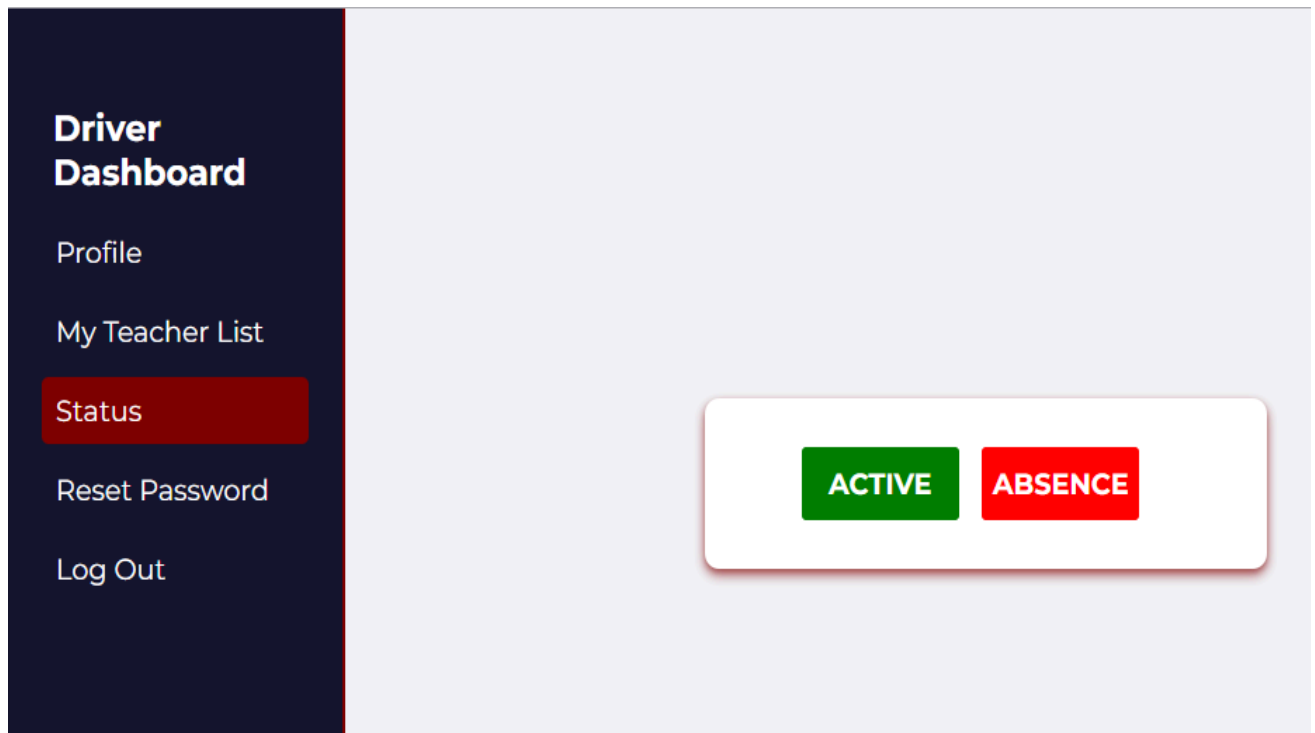 Driver
Dashboard
Profile
My Teacher List
Status
Reset Password
Log Out
ACTIVE ABSENCE